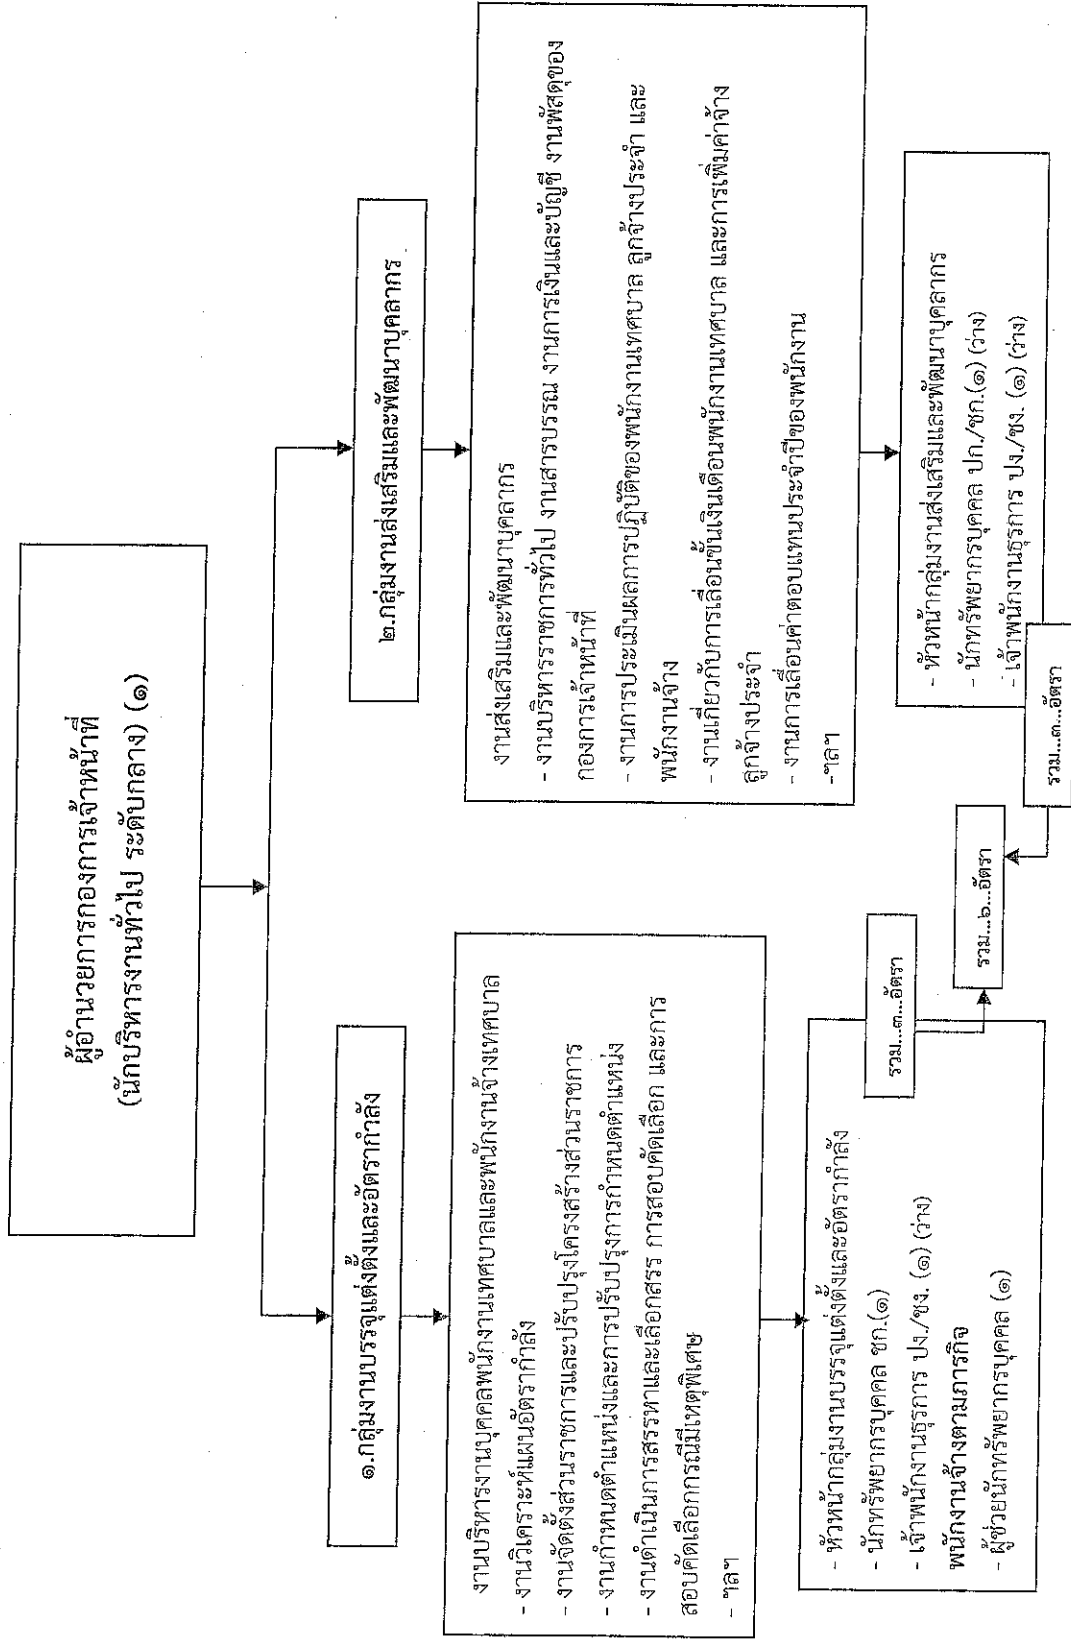 ผู้อำนวยการกองการเจ้าหน้าที่
(นักบริหารงานทั่วไป ระดับกลาง) (๑)
๑.กลุ่มงานบรรจุแต่งตั้งและอัตรากำลัง
งานบริหารงานบุคคลพนักงานเทศบาลและพนักงานจ้างเทศบาล
- งานวิเคราะห์แผนอัตรากำลัง
- งานจัดตั้งส่วนราชการและปรับปรุงโครงสร้างส่วนราชการ
- งานกำหนดตำแหน่งและการปรับปรุงการกำหนดตำแหน่ง
- งานดำเนินการสรรหาและเลือกสรร การสอบคัดเลือก และการ
สอบคัดเลือกกรณีมีเหตุพิเศษ
- ฯลฯ
- หัวหน้ากลุ่มงานบรรจุแต่งตั้งและอัตรากำลัง
- นักทรัพยากรบุคคล ชก.(๑)
- เจ้าพนักงานธุรการ ปง./ชง. (๑) (ว่าง)
พนักงานจ้างตามภารกิจ
- ผู้ช่วยนักทรัพยากรบุคคล (๑)
รวม...๓...อัตรา
๒.กลุ่มงานส่งเสริมและพัฒนาบุคลากร
งานส่งเสริมและพัฒนาบุคลากร
- งานบริหารราชการทั่วไป งานสารบรรณ งานการเงินและบัญชี งานพัสดุของ
กองการเจ้าหน้าที่
- งานการประเมินผลการปฏิบัติของพนักงานเทศบาล ลูกจ้างประจำ และ
พนักงานจ้าง
- งานเกี่ยวกับการเลื่อนขั้นเงินเดือนพนักงานเทศบาล และการเพิ่มค่าจ้าง
ลูกจ้างประจำ
- งานการเลื่อนค่าตอบแทนประจำปีของพนักงาน
-ฯลฯ
- หัวหน้ากลุ่มงานส่งเสริมและพัฒนาบุคลากร
- นักทรัพยากรบุคคล ปก./ชก.(๑) (ว่าง)
- เจ้าพนักงานธุรการ ปง./ชง. (๑) (ว่าง)
รวม...๓...อัตรา
รวม...๖...อัตรา